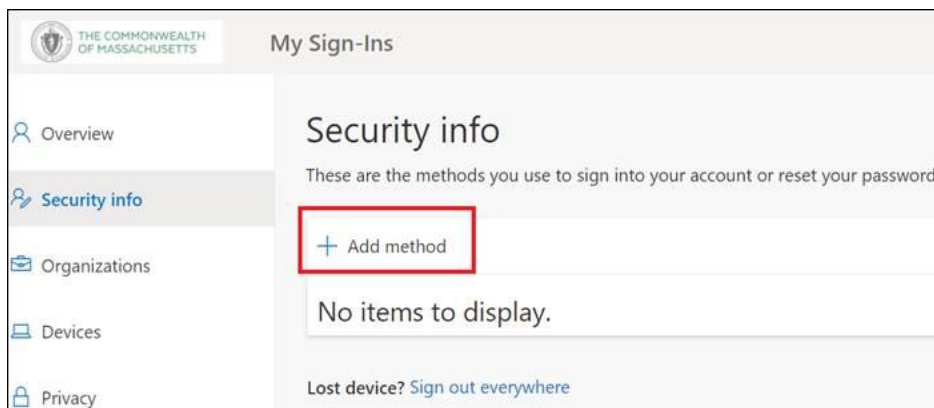 THE COMMONWEALTH
OF MASSACHUSETTS
My Sign-Ins
Overview
Security info
Organizations
Devices
Privacy
Security info
These are the methods you use to sign into your account or reset your password
+ Add method
No items to display.
Lost device? Sign out everywhere